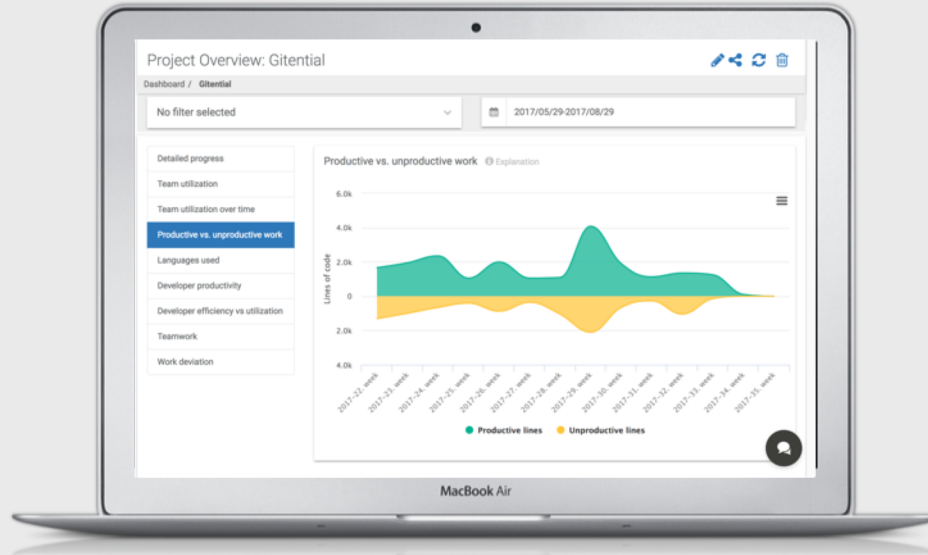 Project Overview: Gitential
Dashboard / Gitential
No filter selected
2017/05/29-2017/08/29
Detailed progress
Team utilization
Team utilization over time
Productive vs. unproductive work
Languages used
Developer productivity
Developer efficiency vs utilization
Teamwork
Work deviation
Productive vs. unproductive work Explanation
6.0k
4.0k
2.0k
0
2.0k
4.0k
Lines of code
2017-22. week
2017-23. week
2017-24. week
2017-25. week
2017-26. week
2017-27. week
2017-28. week
2017-29. week
2017-30. week
2017-31. week
2017-32. week
2017-33. week
2017-34. week
2017-35. week
Productive lines Unproductive lines
MacBook Air